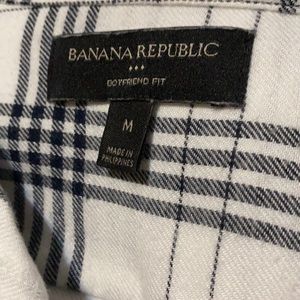 BANANA REPUBLIC
BOYFRIEND FIT
M
MADE IN
PHILIPPINES